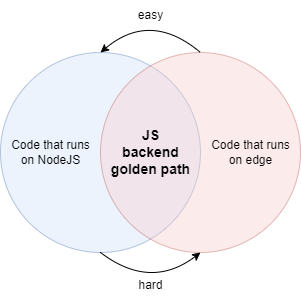 easy
Code that runs
on NodeJS
JS
backend
golden path
Code that runs
on edge
hard